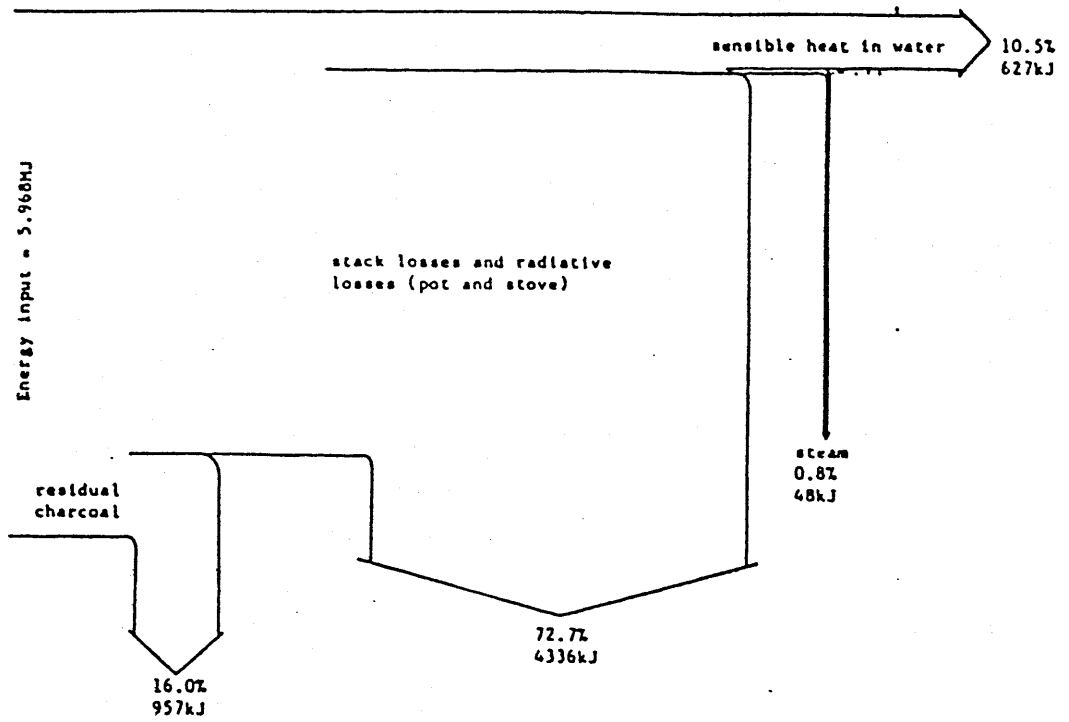 sensible heat in water
10.5%
627kJ
Energy input = 5.968MJ
stack losses and radiative
losses (pot and stove)
steam
0.8%
48kJ
residual
charcoal
72.7%
4336kJ
16.0%
957kJ